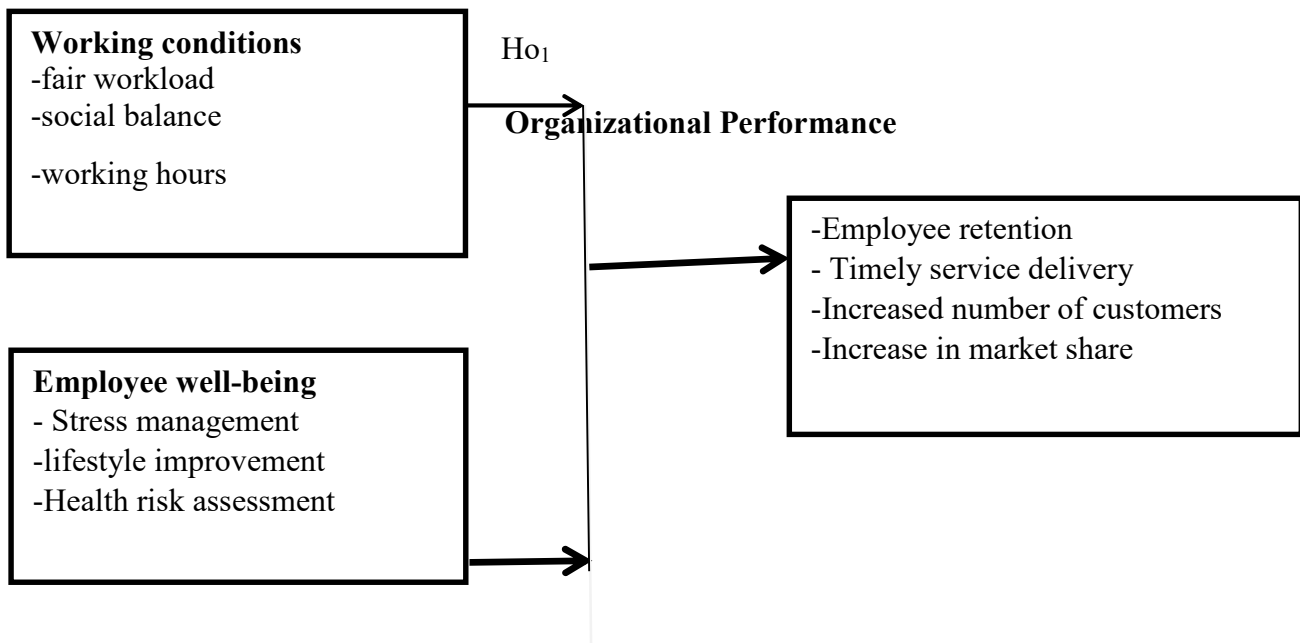 Working conditions
-fair workload
-social balance
-working hours
Ho₁
Organizational Performance
-Employee retention
- Timely service delivery
-Increased number of customers
-Increase in market share
Employee well-being
- Stress management
-lifestyle improvement
-Health risk assessment